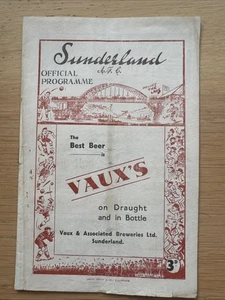 Sunderland
A.F.C.
OFFICIAL
PROGRAMME
The
Best Beer
is
VAUX'S
on Draught
and in Bottle
Vaux & Associated Breweries Ltd.
Sunderland.
3D